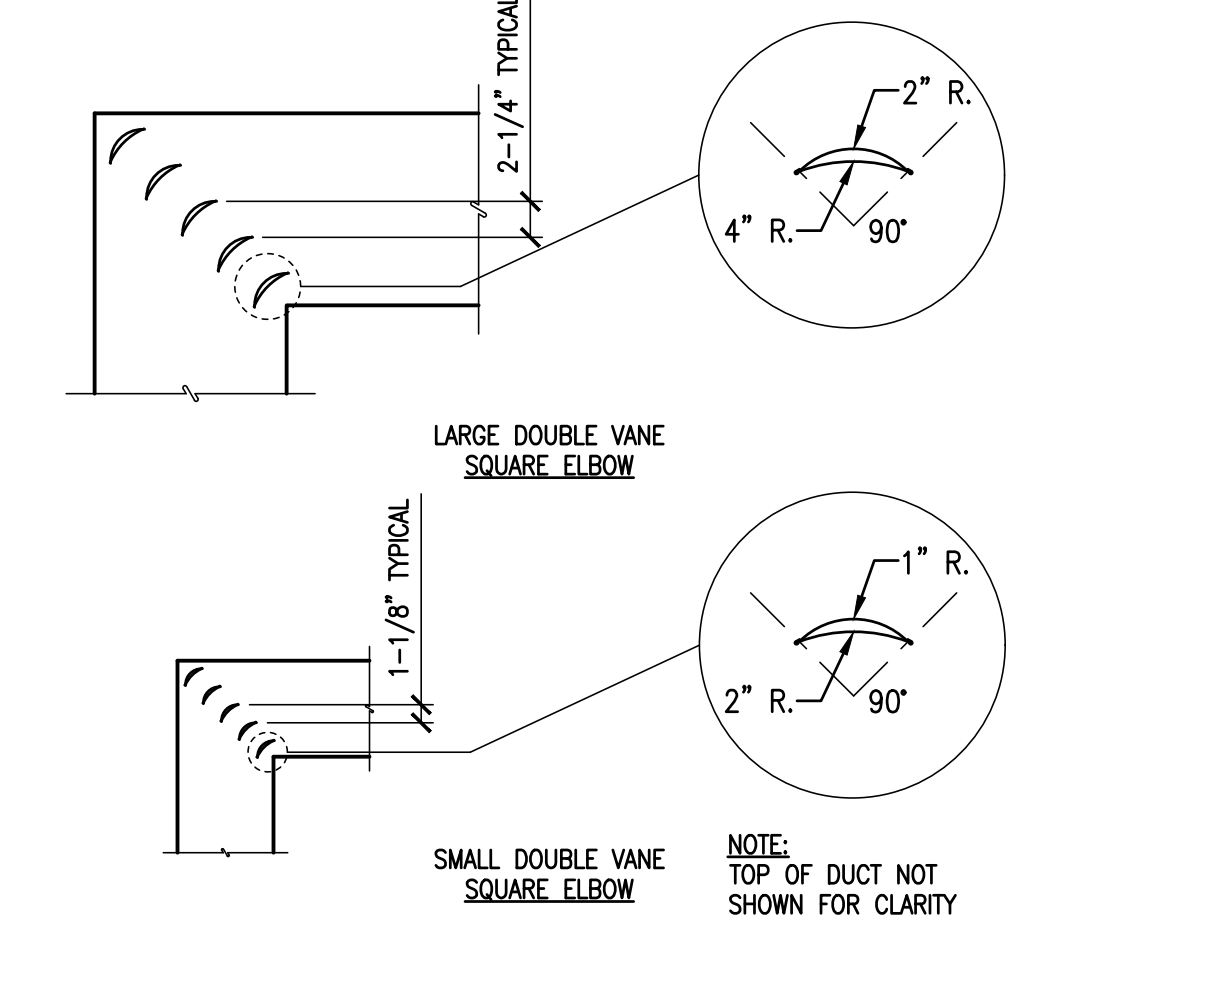 2-1/4" TYPICAL
2" R.
4" R.
90°
LARGE DOUBLE VANE
SQUARE ELBOW
1-1/8" TYPICAL
1" R.
2" R.
90°
SMALL DOUBLE VANE
SQUARE ELBOW
NOTE:
TOP OF DUCT NOT
SHOWN FOR CLARITY